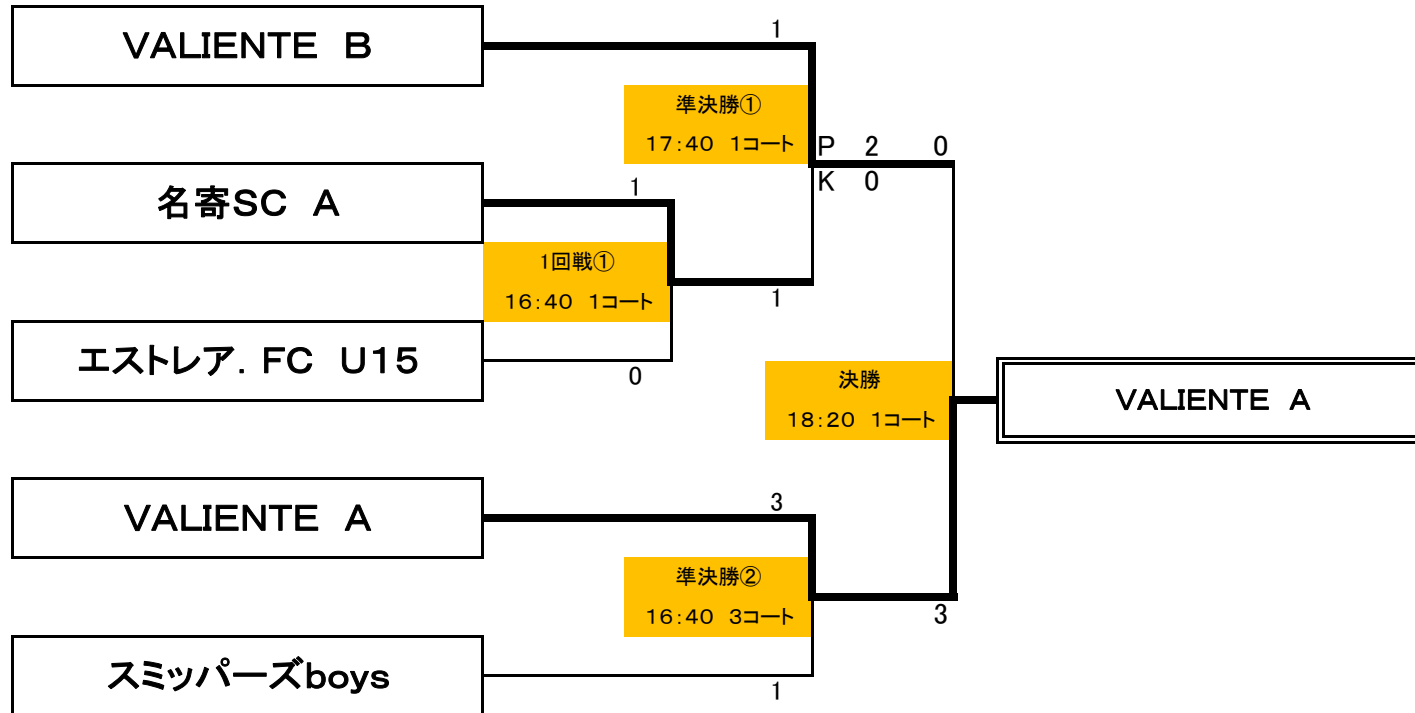 VALIENTE B
1
準決勝①
17:40 1コート
P 2 0
K 0
名寄SC A
1
1回戦①
16:40 1コート
1
エストレア.FC U15
0
決勝
18:20 1コート
VALIENTE A
VALIENTE A
3
準決勝②
16:40 3コート
3
スミッパーズboys
1